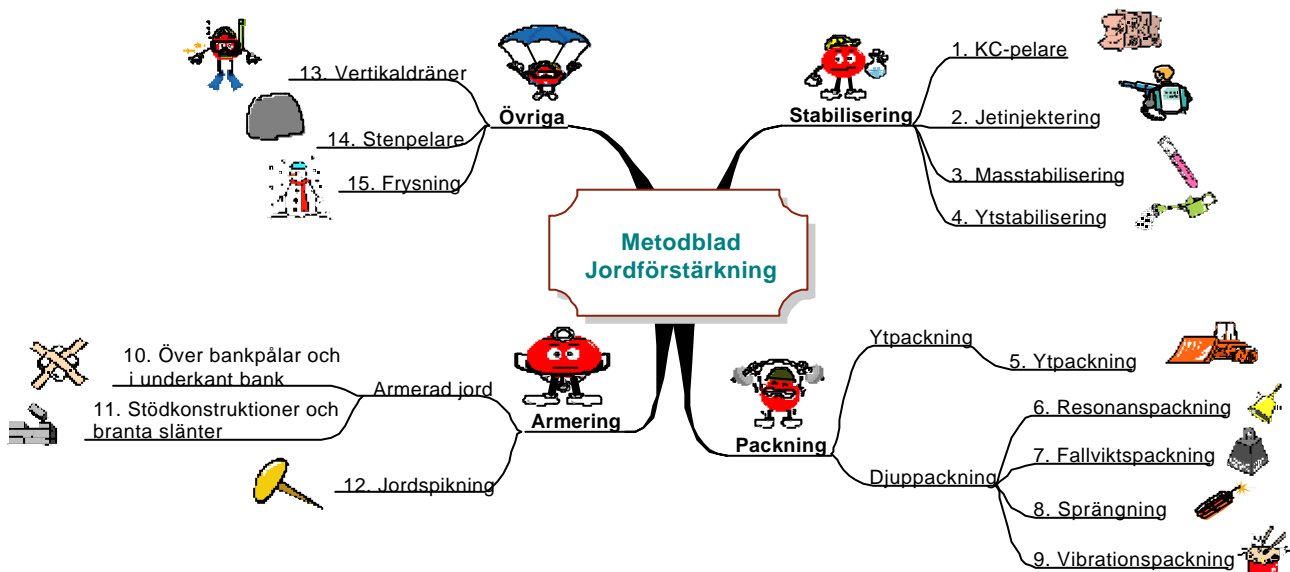 Metodblad
Jordförstärkning
Stabilisering
1. KC-pelare
2. Jetinjektering
3. Masstabilisering
4. Ytstabilisering
Packning
Ytpackning
5. Ytpackning
Djuppackning
6. Resonanspackning
7. Fallviktspackning
8. Sprängning
9. Vibrationspackning
Armering
Armerad jord
10. Över bankpålar och
i underkant bank
11. Stödkonstruktioner och
branta slänter
12. Jordspikning
Övriga
13. Vertikaldräner
14. Stenpelare
15. Frysning